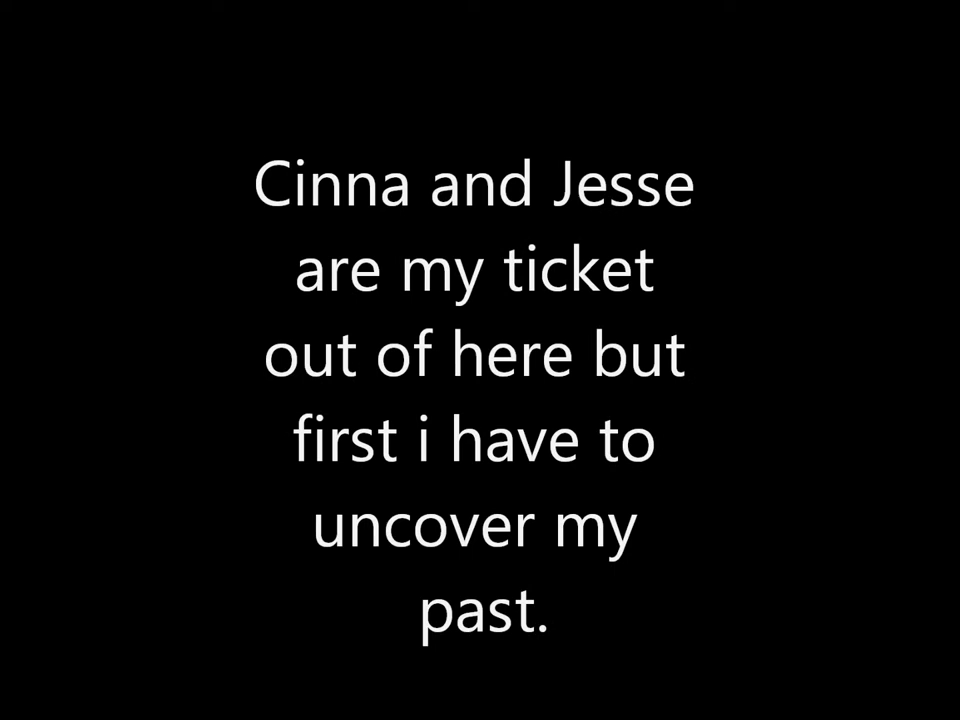 Cinna and Jesse
are my ticket
out of here but
first i have to
uncover my
past.